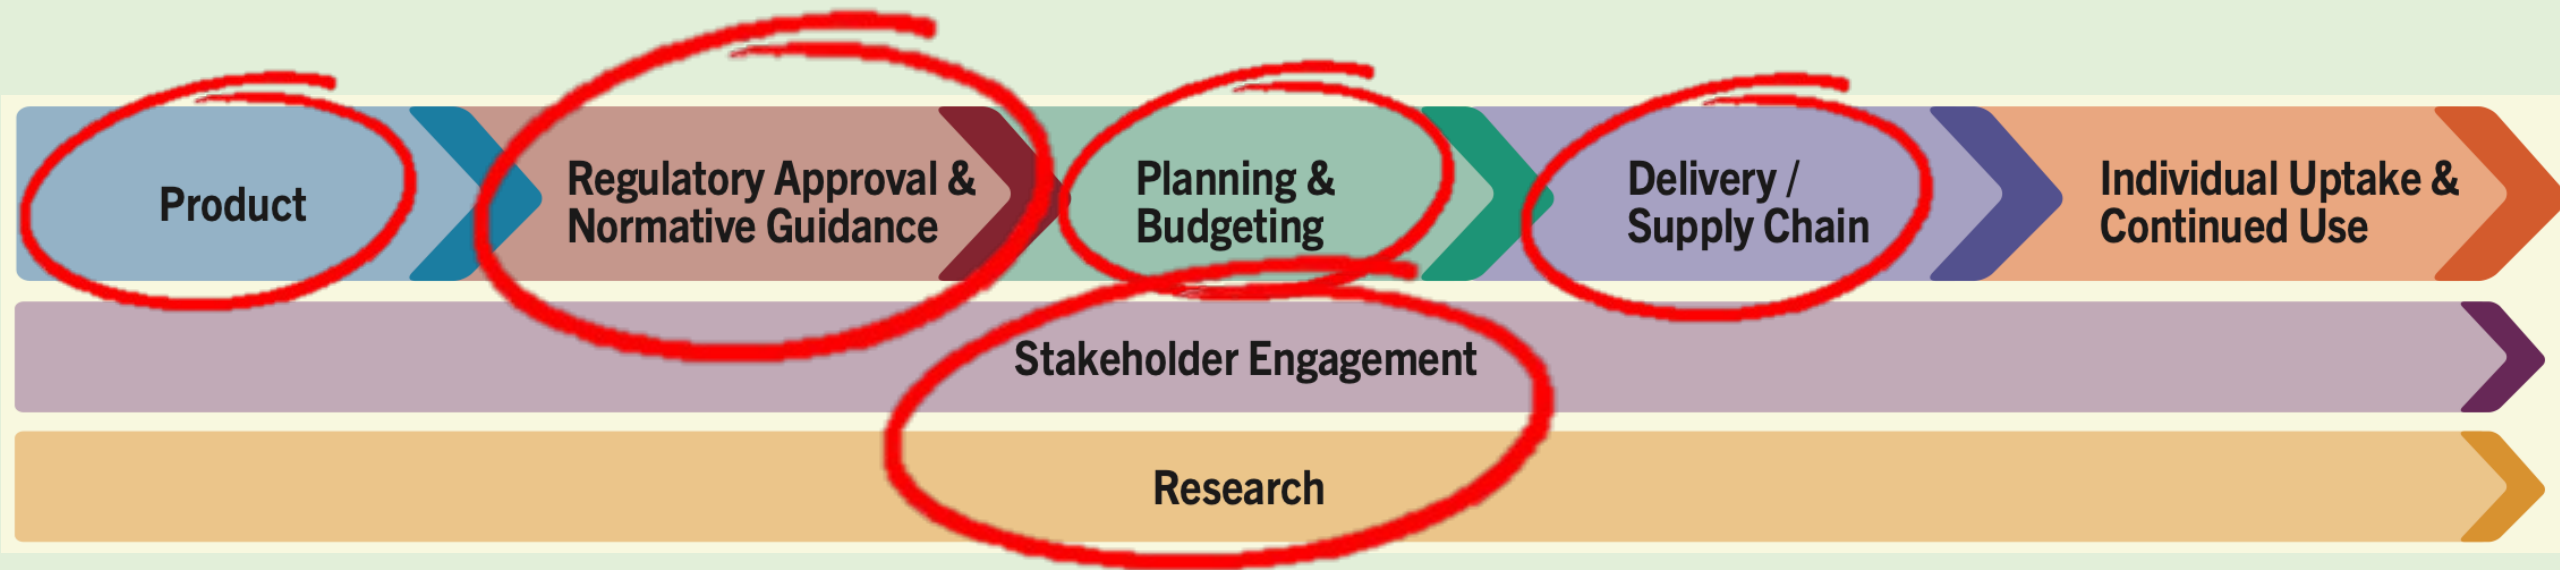 Product
Regulatory Approval &
Normative Guidance
Planning &
Budgeting
Delivery /
Supply Chain
Individual Uptake &
Continued Use
Stakeholder Engagement
Research